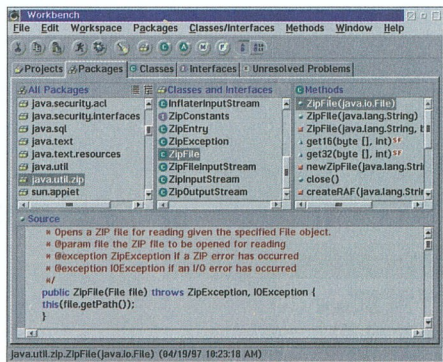 Workbench
File Edit Workspace Packages Classes/Interfaces Methods Window Help
Projects Packages Classes Interfaces Unresolved Problems
All Packages
java.security.acl
java.security.interfaces
java.sql
java.text
java.text.resources
java.util
java.util.zip
sun.applet
Classes and Interfaces
InflaterInputStream
ZipConstants
ZipEntry
ZipException
ZipFile
ZipFileInputStream
ZipInputStream
ZipOutputStream
Methods
ZipFile(java.io.File)
ZipFile(java.lang.String)
ZipFile(java.lang.String, t
get16(byte [], int) SF
get32(byte [], int) SF
newZipFile(java.lang.Stri
close()
createRAF(java.lang.Strin
Source
* Opens a ZIP file for reading given the specified File object.
* @param file the ZIP file to be opened for reading
* @exception ZipException if a ZIP error has occurred
* @exception IOException if an I/O error has occurred
*/
public ZipFile(File file) throws ZipException, IOException {
this(file.getPath());
}
java.util.zip.ZipFile(java.io.File) (04/19/97 10:23:18 AM)